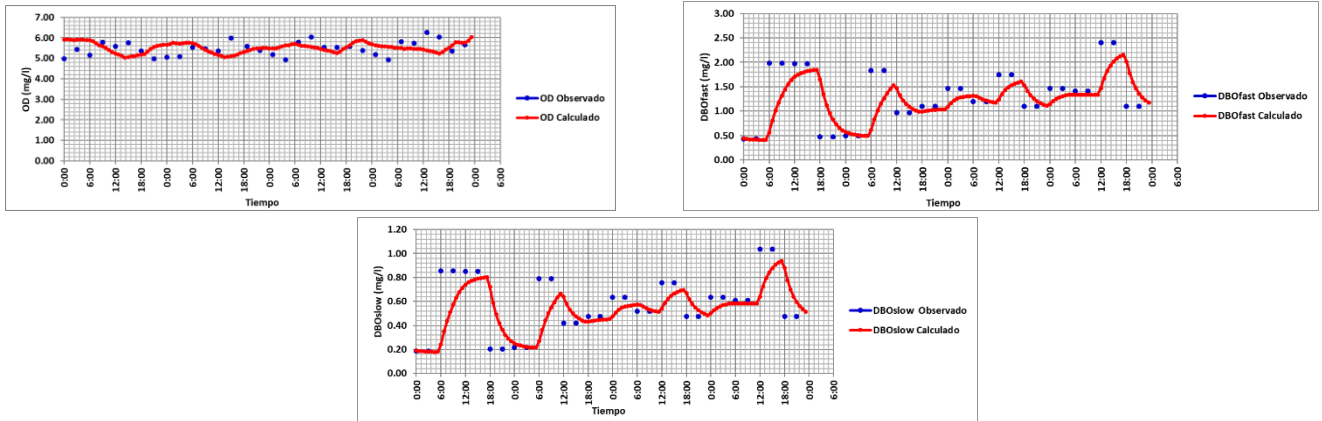 7.00
6.00
5.00
4.00
3.00
2.00
1.00
0.00
OD (mg/l)
0:00 6:00 12:00 18:00 0:00 6:00 12:00 18:00 0:00 6:00 12:00 18:00 0:00 6:00 12:00 18:00 0:00 6:00
Tiempo
OD Observado
OD Calculado
3.00
2.50
2.00
1.50
1.00
0.50
0.00
DBOfast (mg/l)
0:00 6:00 12:00 18:00 0:00 6:00 12:00 18:00 0:00 6:00 12:00 18:00 0:00 6:00 12:00 18:00 0:00 6:00
Tiempo
DBOfast Observado
DBOfast Calculado
1.20
1.00
0.80
0.60
0.40
0.20
0.00
DBOslow (mg/l)
0:00 6:00 12:00 18:00 0:00 6:00 12:00 18:00 0:00 6:00 12:00 18:00 0:00 6:00 12:00 18:00 0:00 6:00
Tiempo
DBOslow Observado
DBOslow Calculado